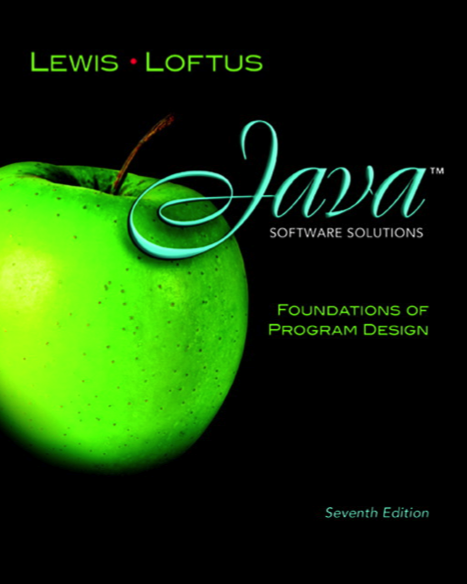 LEWIS • LOFTUS
Java™
SOFTWARE SOLUTIONS
FOUNDATIONS OF
PROGRAM DESIGN
Seventh Edition